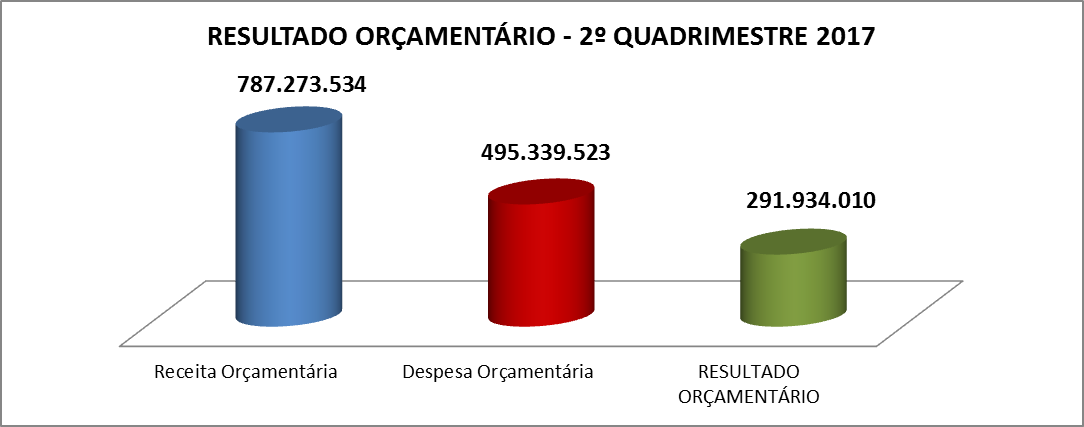 RESULTADO ORÇAMENTÁRIO - 2º QUADRIMESTRE 2017
787.273.534
495.339.523
291.934.010
Receita Orçamentária
Despesa Orçamentária
RESULTADO
ORÇAMENTÁRIO